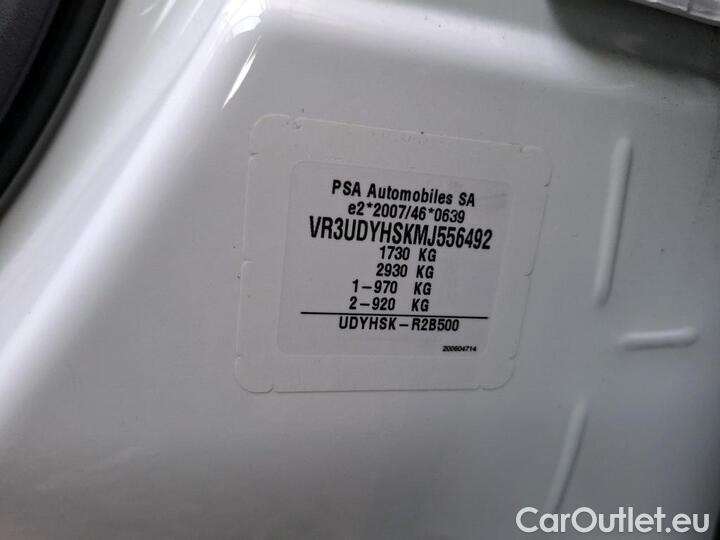 PSA Automobiles SA
e2*2007/46*0639
VR3UDYHSKMJ556492
1730 KG
2930 KG
1-970 KG
2-920 KG
UDYHSK-R2B500
200604714
CarOutlet.eu